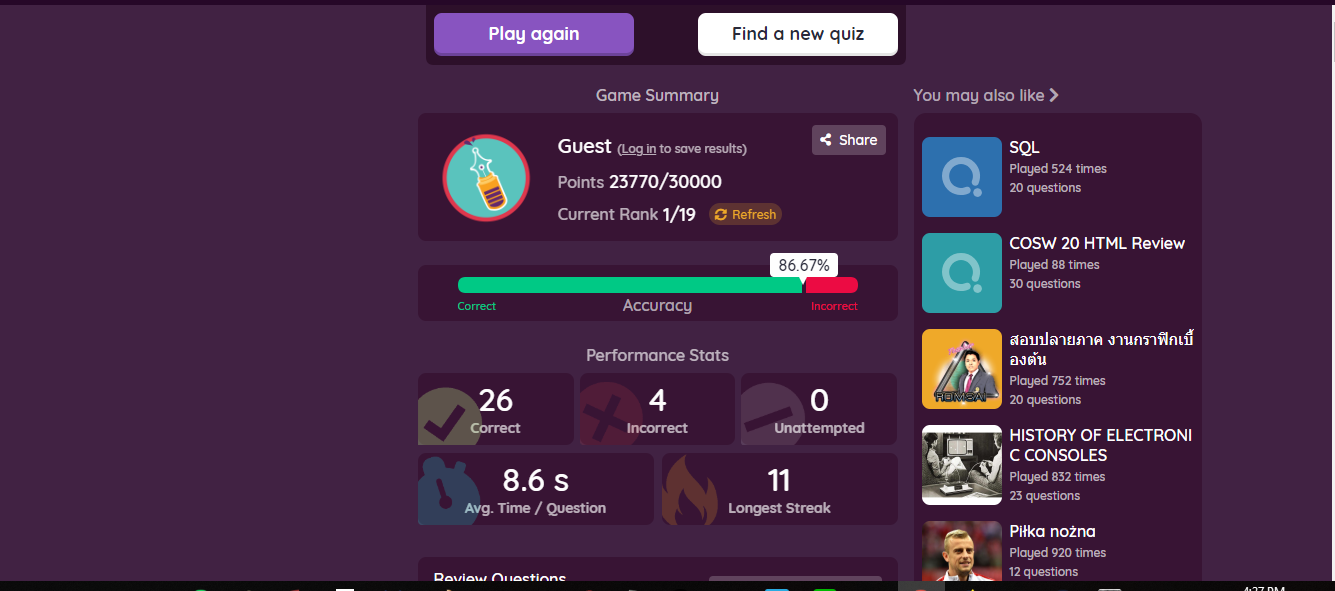 Play again
Find a new quiz
Game Summary
Guest (Log in to save results)
Share
Points 23770/30000
Current Rank 1/19
Refresh
86.67%
Correct
Accuracy
Incorrect
Performance Stats
26
Correct
4
Incorrect
0
Unattempted
8.6 s
Avg. Time / Question
11
Longest Streak
Review Questions
You may also like
SQL
Played 524 times
20 questions
COSW 20 HTML Review
Played 88 times
30 questions
สอบปลายภาค งานกราฟิกเบื้
องต้น
Played 752 times
20 questions
HISTORY OF ELECTRONI
C CONSOLES
Played 832 times
23 questions
Piłka nożna
Played 920 times
12 questions
4:27 PM